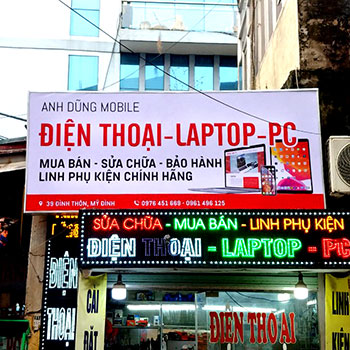 ANH DŨNG MOBILE
ĐIỆN THOẠI-LAPTOP-PC
MUA BÁN - SỬA CHỮA - BẢO HÀNH
LINH PHỤ KIỆN CHÍNH HÃNG
39 ĐÌNH THÔN, MỸ ĐÌNH
0976 451 668 - 0961 496 125
SỬA CHỮA - MUA BÁN - LINH PHỤ KIỆN
ĐIỆN THOẠI - LAPTOP - PC
ĐIỆN
THOẠI
CÀI
ĐẶT
ĐIỆN THOẠI